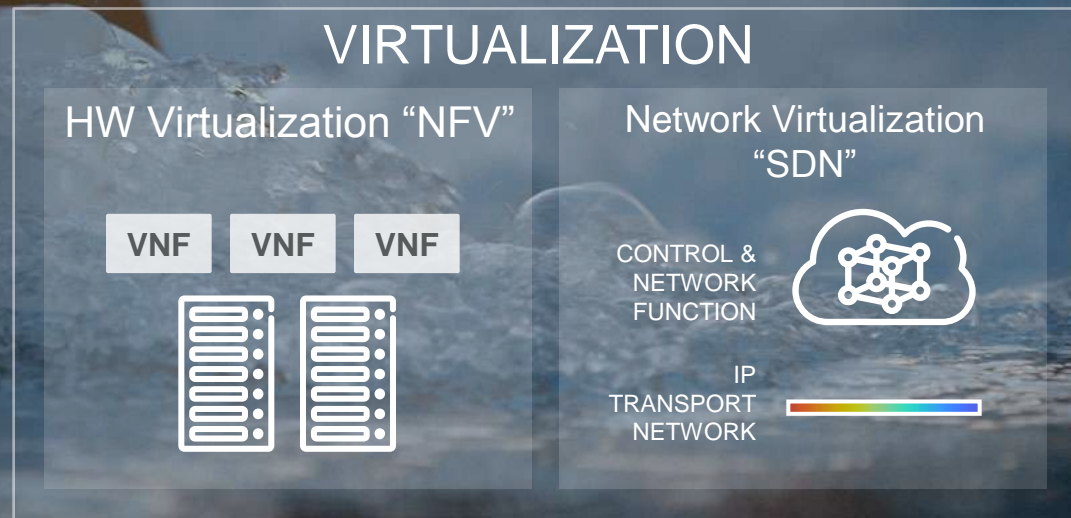 VIRTUALIZATION
HW Virtualization “NFV”
VNF VNF VNF
Network Virtualization
“SDN”
CONTROL &
NETWORK
FUNCTION
IP
TRANSPORT
NETWORK